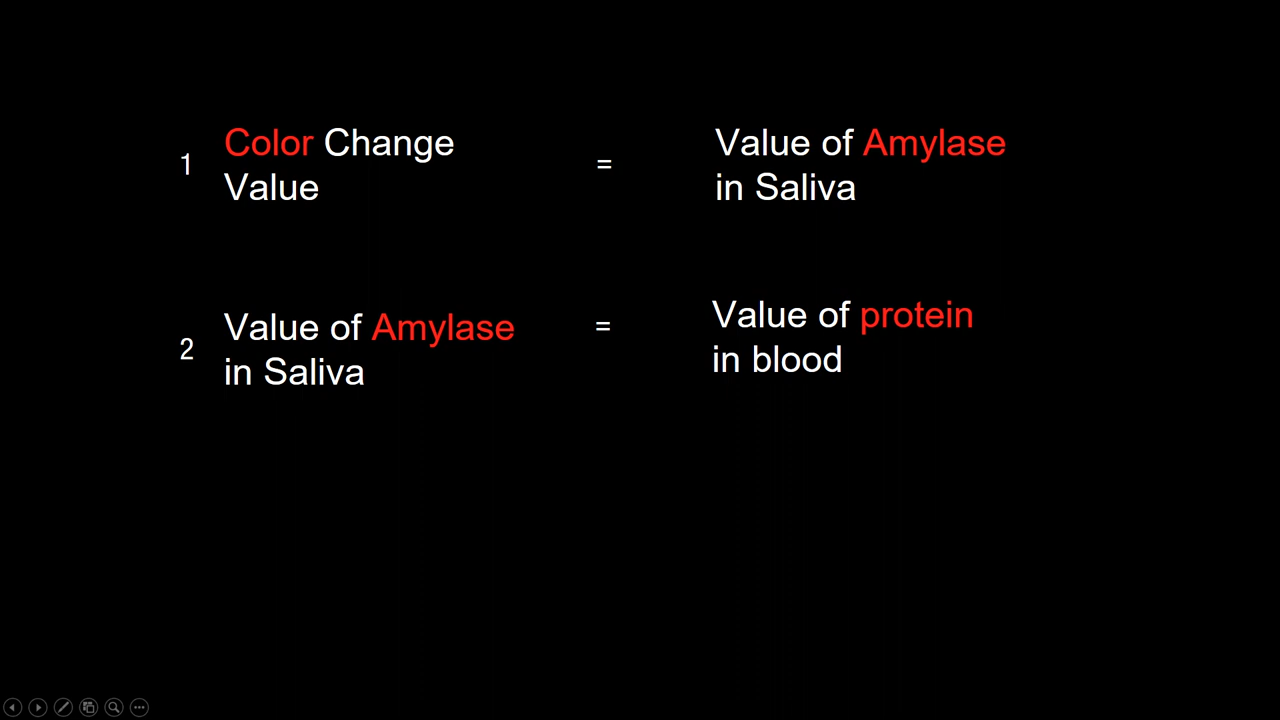 1
Color Change
Value
=
Value of Amylase
in Saliva
2
Value of Amylase
in Saliva
=
Value of protein
in blood